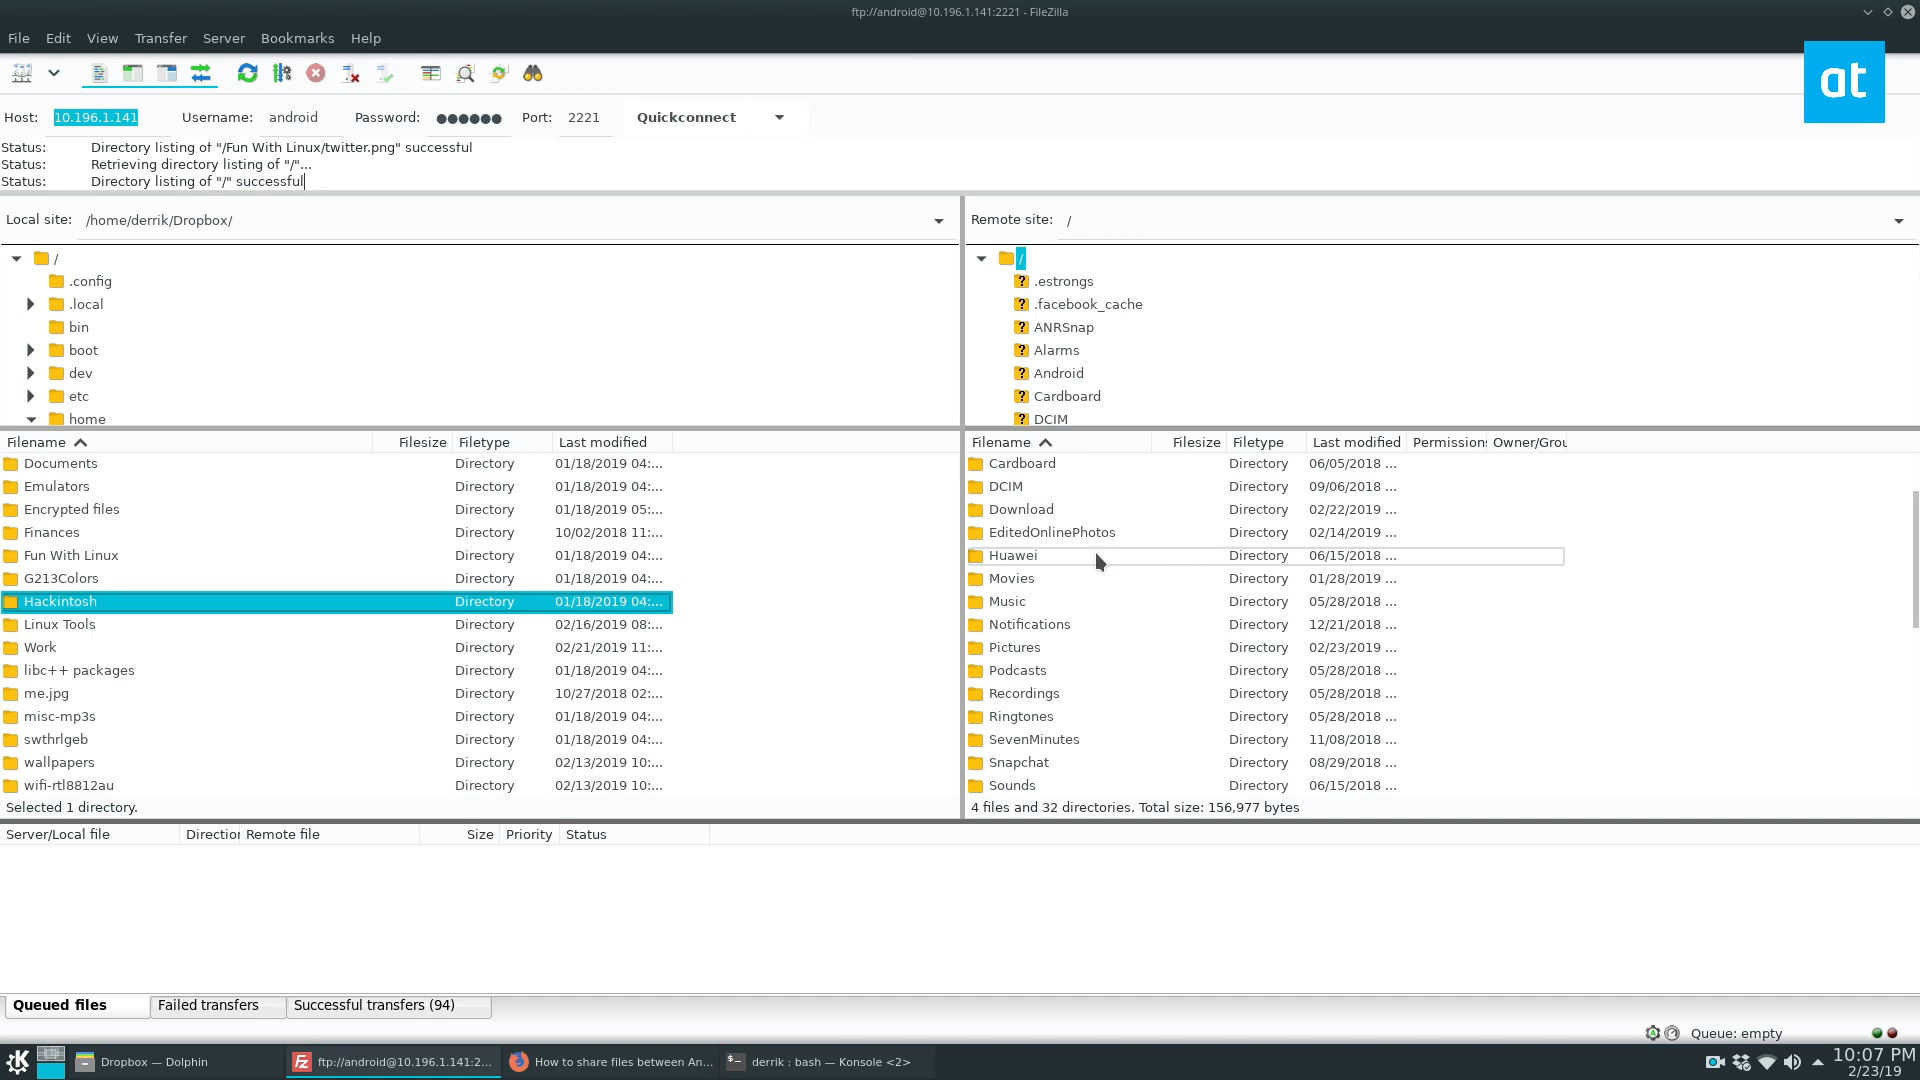 ftp://android@10.196.1.141:2221 - FileZilla
File Edit View Transfer Server Bookmarks Help
at
Host: 10.196.1.141 Username: android Password: ●●●●●● Port: 2221 Quickconnect
Status: Directory listing of "/Fun With Linux/twitter.png" successful
Status: Retrieving directory listing of "/"...
Status: Directory listing of "/" successful
Local site: /home/derrik/Dropbox/
/
.config
.local
bin
boot
dev
etc
home
Filename Filesize Filetype Last modified
Documents Directory 01/18/2019 04:...
Emulators Directory 01/18/2019 04:...
Encrypted files Directory 01/18/2019 05:...
Finances Directory 10/02/2018 11:...
Fun With Linux Directory 01/18/2019 04:...
G213Colors Directory 01/18/2019 04:...
Hackintosh Directory 01/18/2019 04:...
Linux Tools Directory 02/16/2019 08:...
Work Directory 02/21/2019 11:...
libc++ packages Directory 01/18/2019 04:...
me.jpg Directory 10/27/2018 02:...
misc-mp3s Directory 01/18/2019 04:...
swthrlgeb Directory 01/18/2019 04:...
wallpapers Directory 02/13/2019 10:...
wifi-rtl8812au Directory 02/13/2019 10:...
Selected 1 directory.
Remote site: /
/
.estrongs
.facebook_cache
ANRSnap
Alarms
Android
Cardboard
DCIM
Filename Filesize Filetype Last modified Permissions Owner/Grou
Cardboard Directory 06/05/2018 ...
DCIM Directory 09/06/2018 ...
Download Directory 02/22/2019 ...
EditedOnlinePhotos Directory 02/14/2019 ...
Huawei Directory 06/15/2018 ...
Movies Directory 01/28/2019 ...
Music Directory 05/28/2018 ...
Notifications Directory 12/21/2018 ...
Pictures Directory 02/23/2019 ...
Podcasts Directory 05/28/2018 ...
Recordings Directory 05/28/2018 ...
Ringtones Directory 05/28/2018 ...
SevenMinutes Directory 11/08/2018 ...
Snapchat Directory 08/29/2018 ...
Sounds Directory 06/15/2018 ...
4 files and 32 directories. Total size: 156,977 bytes
Server/Local file Direction Remote file Size Priority Status
Queued files Failed transfers Successful transfers (94)
Queue: empty
Dropbox — Dolphin ftp://android@10.196.1.141:2... How to share files between An... derrik : bash — Konsole <2> 10:07 PM
2/23/19